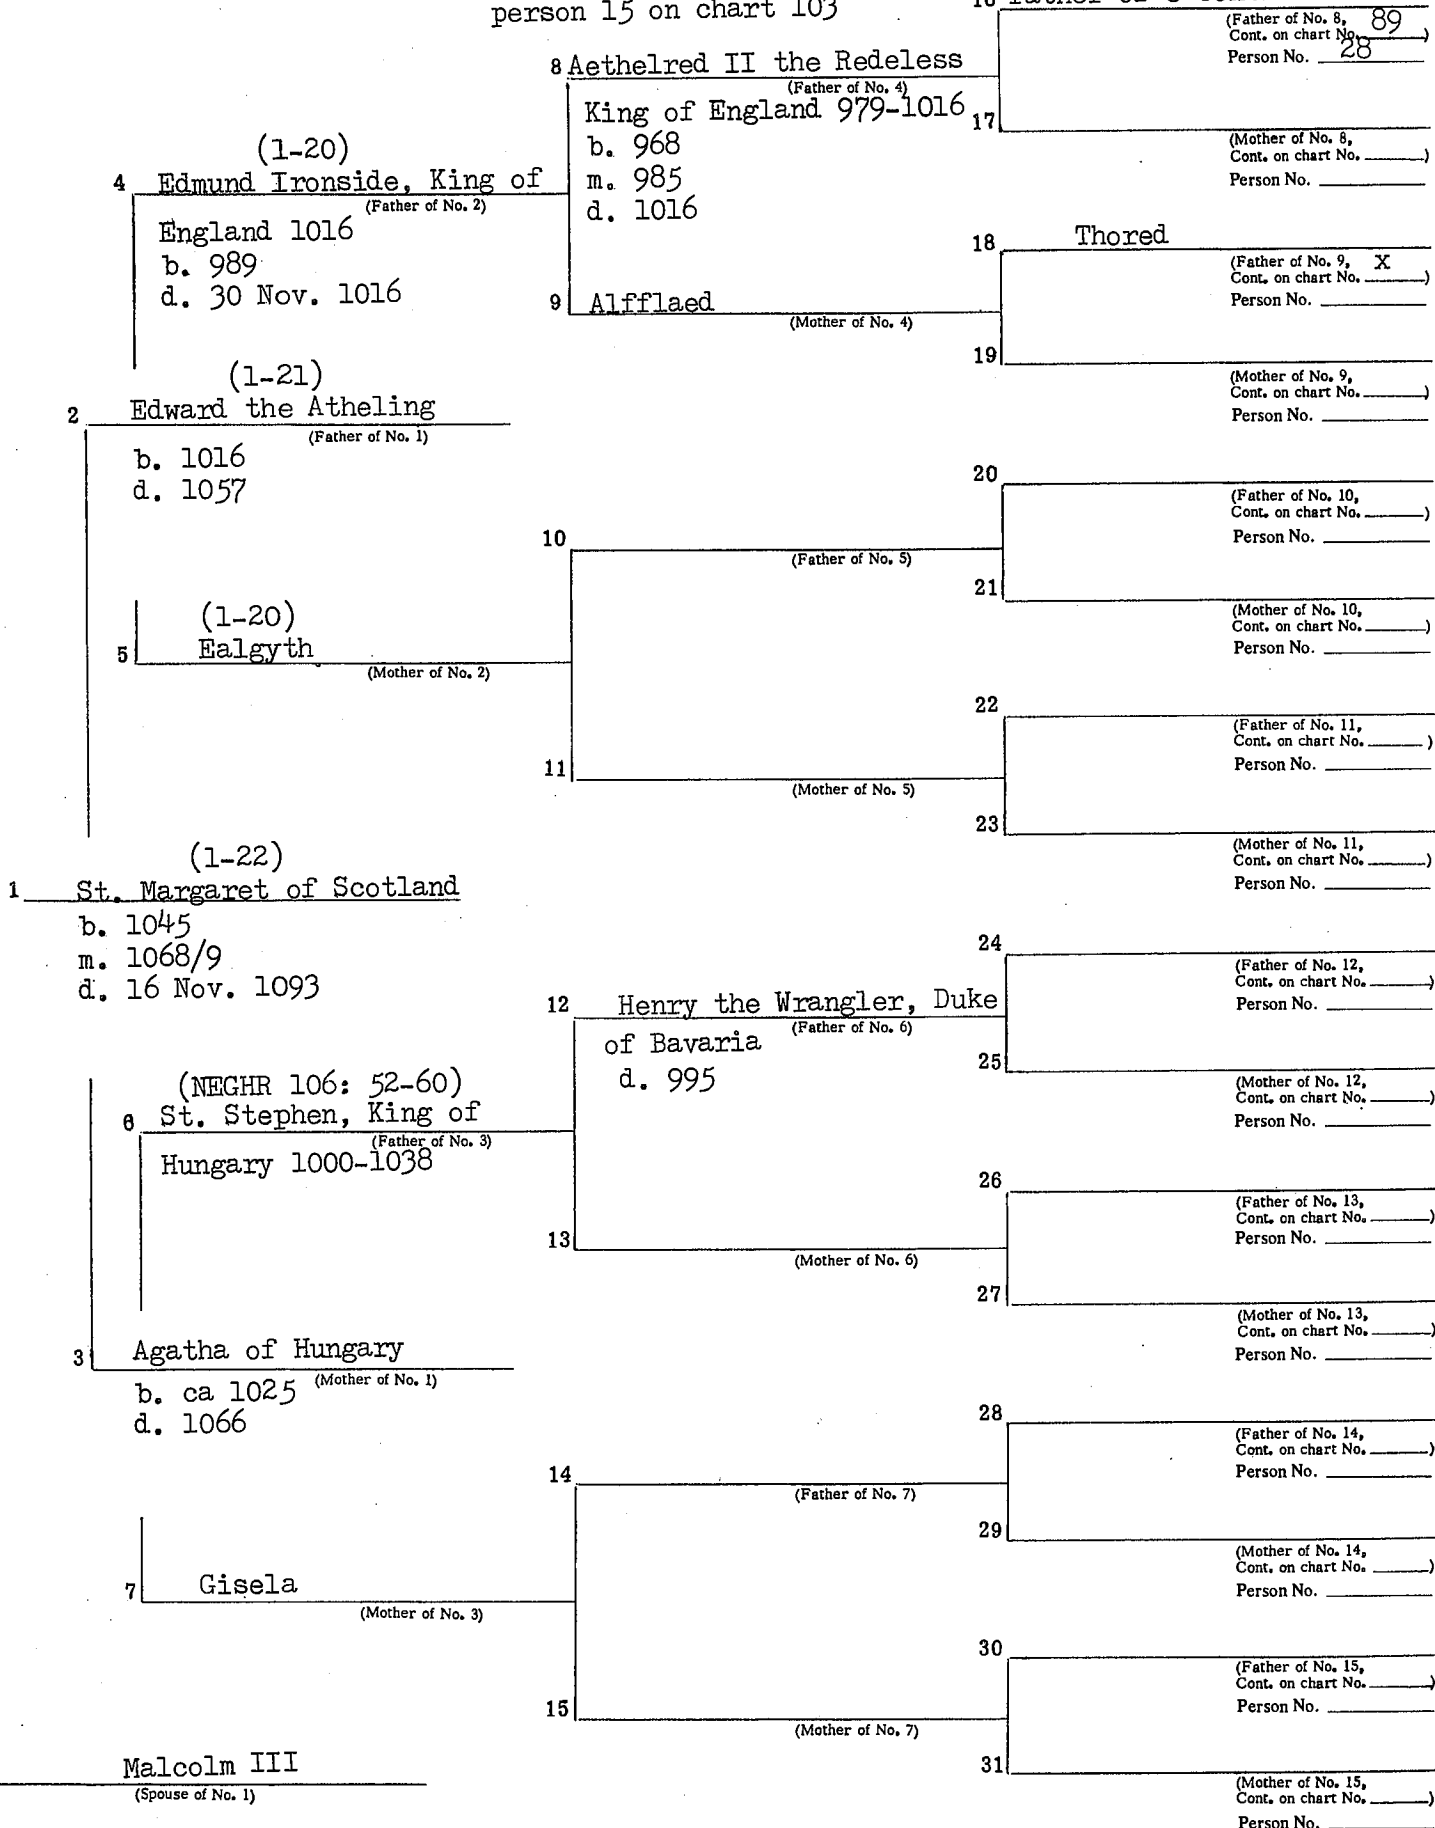 person 15 on chart 103
16
(Father of No. 8, 89
Cont. on chart No. )
Person No. 28
8 Aethelred II the Redeless
(Father of No. 4)
King of England 979-1016
b. 968
m. 985
d. 1016
17
(Mother of No. 8,
Cont. on chart No. )
Person No.
(1-20)
4 Edmund Ironside, King of
(Father of No. 2)
England 1016
b. 989
d. 30 Nov. 1016
18 Thored
(Father of No. 9, X
Cont. on chart No. )
Person No.
9 Alfflaed
(Mother of No. 4)
19
(Mother of No. 9,
Cont. on chart No. )
Person No.
(1-21)
2 Edward the Atheling
(Father of No. 1)
b. 1016
d. 1057
20
(Father of No. 10,
Cont. on chart No. )
Person No.
10
(Father of No. 5)
21
(Mother of No. 10,
Cont. on chart No. )
Person No.
(1-20)
5 Ealgyth
(Mother of No. 2)
22
(Father of No. 11,
Cont. on chart No. )
Person No.
11
(Mother of No. 5)
23
(Mother of No. 11,
Cont. on chart No. )
Person No.
(1-22)
1 St. Margaret of Scotland
b. 1045
m. 1068/9
d. 16 Nov. 1093
24
(Father of No. 12,
Cont. on chart No. )
Person No.
12 Henry the Wrangler, Duke
(Father of No. 6)
of Bavaria
d. 995
25
(Mother of No. 12,
Cont. on chart No. )
Person No.
(NEGHR 106: 52-60)
6 St. Stephen, King of
(Father of No. 3)
Hungary 1000-1038
26
(Father of No. 13,
Cont. on chart No. )
Person No.
13
(Mother of No. 6)
27
(Mother of No. 13,
Cont. on chart No. )
Person No.
3 Agatha of Hungary
(Mother of No. 1)
b. ca 1025
d. 1066
28
(Father of No. 14,
Cont. on chart No. )
Person No.
14
(Father of No. 7)
29
(Mother of No. 14,
Cont. on chart No. )
Person No.
7 Gisela
(Mother of No. 3)
30
(Father of No. 15,
Cont. on chart No. )
Person No.
15
(Mother of No. 7)
31
(Mother of No. 15,
Cont. on chart No. )
Person No.
Malcolm III
(Spouse of No. 1)